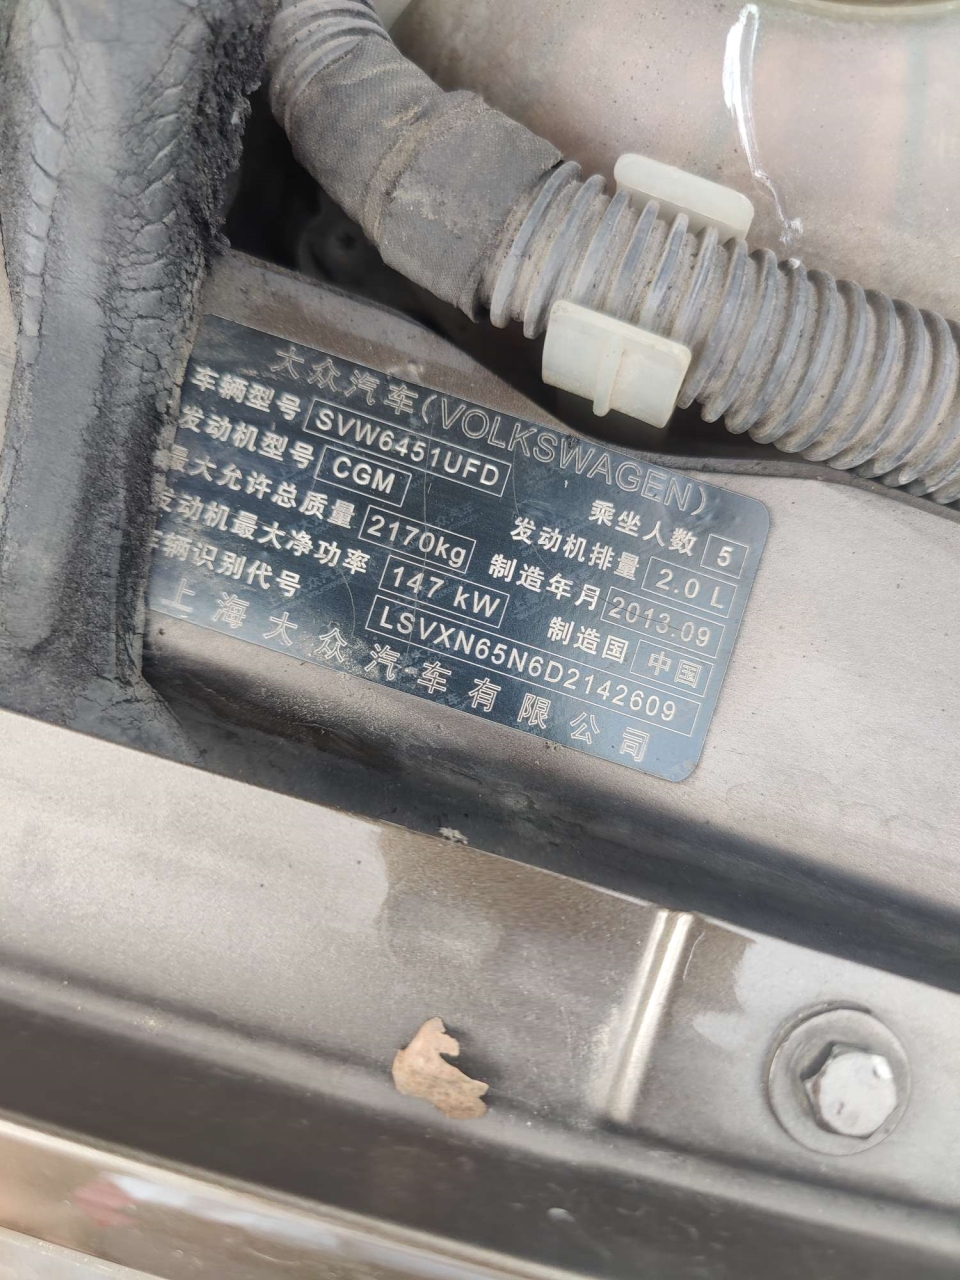 大众汽车(VOLKSWAGEN)
车辆型号 SVW6451UFD 乘坐人数 5
发动机型号 CGM 发动机排量 2.0 L
最大允许总质量 2170kg 制造年月 2013.09
发动机最大净功率 147 kW 制造国 中国
车辆识别代号 LSVXN65N6D2142609
上海大众汽车有限公司